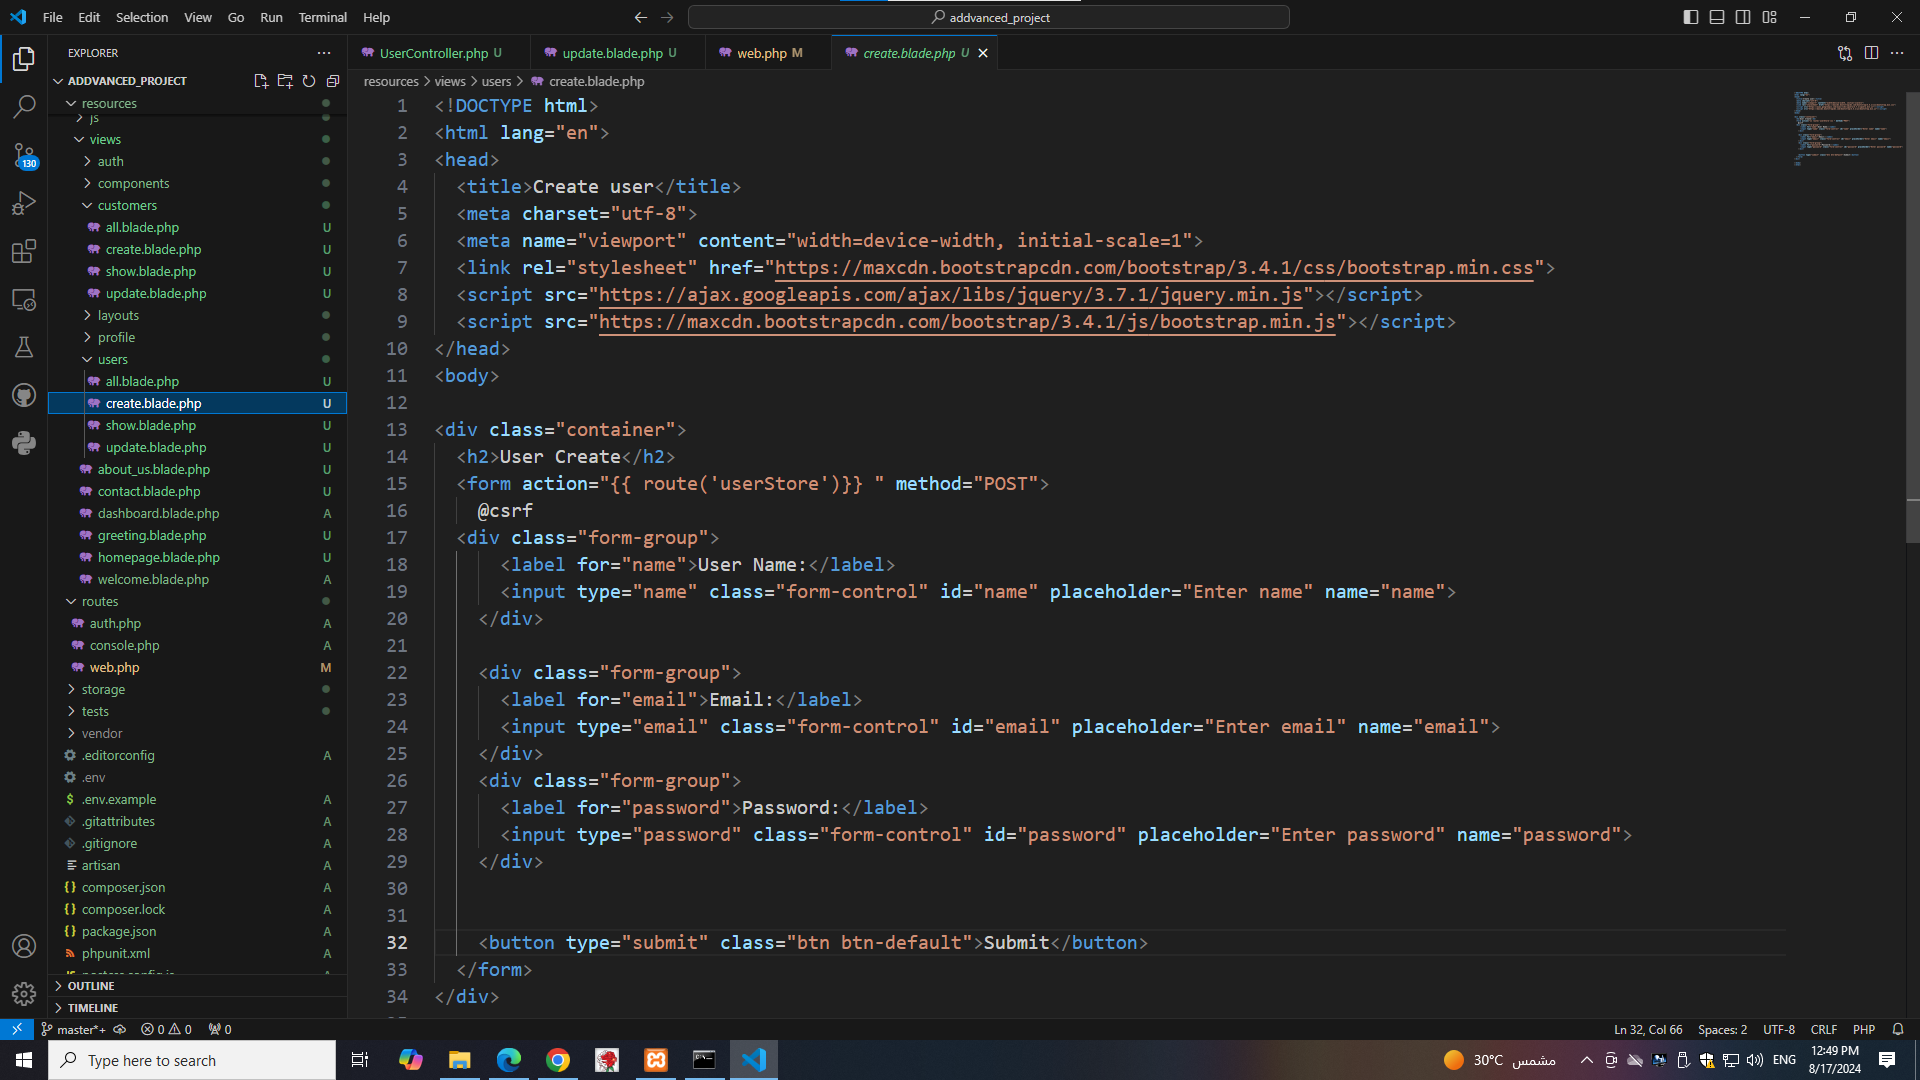 File Edit Selection View Go Run Terminal Help
addvanced_project
EXPLORER
UserController.php U
update.blade.php U
web.php M
create.blade.php U
ADDVANCED_PROJECT
resources
js
views
auth
components
customers
all.blade.php U
create.blade.php U
show.blade.php U
update.blade.php U
layouts
profile
users
all.blade.php U
create.blade.php U
show.blade.php U
update.blade.php U
about_us.blade.php U
contact.blade.php U
dashboard.blade.php A
greeting.blade.php U
homepage.blade.php U
welcome.blade.php A
routes
auth.php A
console.php A
web.php M
storage
tests
vendor
.editorconfig A
.env
.env.example A
.gitattributes A
.gitignore A
artisan A
composer.json A
composer.lock A
package.json A
phpunit.xml A
OUTLINE
TIMELINE
130
resources > views > users > create.blade.php
1 <!DOCTYPE html>
2 <html lang="en">
3 <head>
4 <title>Create user</title>
5 <meta charset="utf-8">
6 <meta name="viewport" content="width=device-width, initial-scale=1">
7 <link rel="stylesheet" href="https://maxcdn.bootstrapcdn.com/bootstrap/3.4.1/css/bootstrap.min.css">
8 <script src="https://ajax.googleapis.com/ajax/libs/jquery/3.7.1/jquery.min.js"></script>
9 <script src="https://maxcdn.bootstrapcdn.com/bootstrap/3.4.1/js/bootstrap.min.js"></script>
10 </head>
11 <body>
12
13 <div class="container">
14 <h2>User Create</h2>
15 <form action="{{ route('userStore')}} " method="POST">
16 @csrf
17 <div class="form-group">
18 <label for="name">User Name:</label>
19 <input type="name" class="form-control" id="name" placeholder="Enter name" name="name">
20 </div>
21
22 <div class="form-group">
23 <label for="email">Email:</label>
24 <input type="email" class="form-control" id="email" placeholder="Enter email" name="email">
25 </div>
26 <div class="form-group">
27 <label for="password">Password:</label>
28 <input type="password" class="form-control" id="password" placeholder="Enter password" name="password">
29 </div>
30
31
32 <button type="submit" class="btn btn-default">Submit</button>
33 </form>
34 </div>
master*+ 0 0 0
Ln 32, Col 66 Spaces: 2 UTF-8 CRLF PHP
Type here to search
30°C مشمس
ENG
12:49 PM
8/17/2024